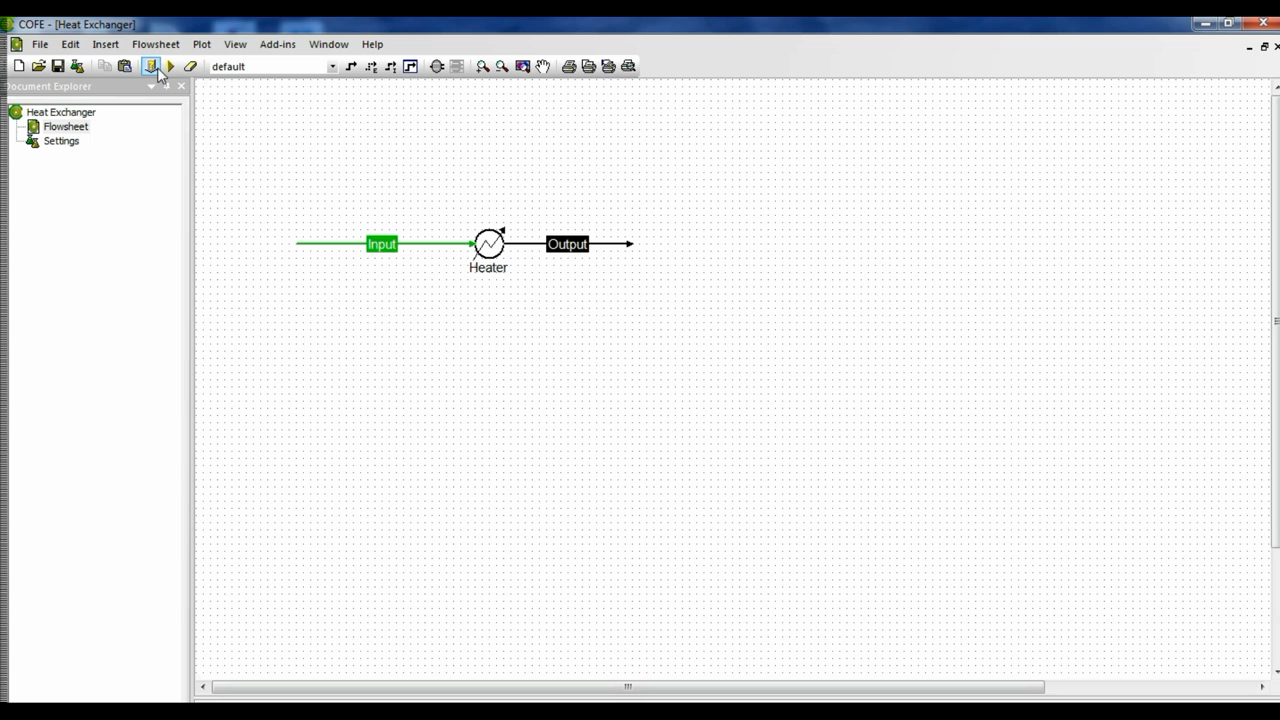 COFE - [Heat Exchanger]
File Edit Insert Flowsheet Plot View Add-ins Window Help
default
Document Explorer
Heat Exchanger
Flowsheet
Settings
Input
Output
Heater